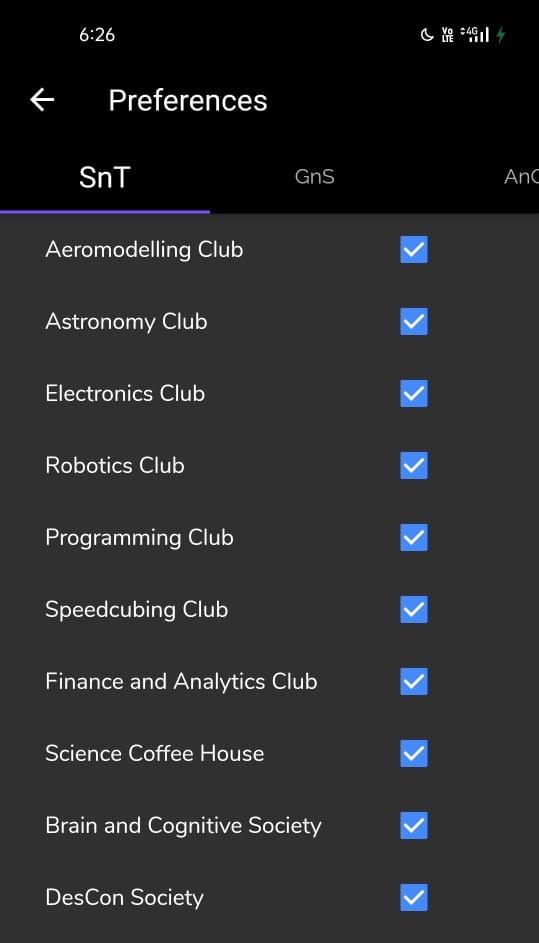 6:26
Vo
LTE
4G
Preferences
SnT
GnS
An
Aeromodelling Club
Astronomy Club
Electronics Club
Robotics Club
Programming Club
Speedcubing Club
Finance and Analytics Club
Science Coffee House
Brain and Cognitive Society
DesCon Society